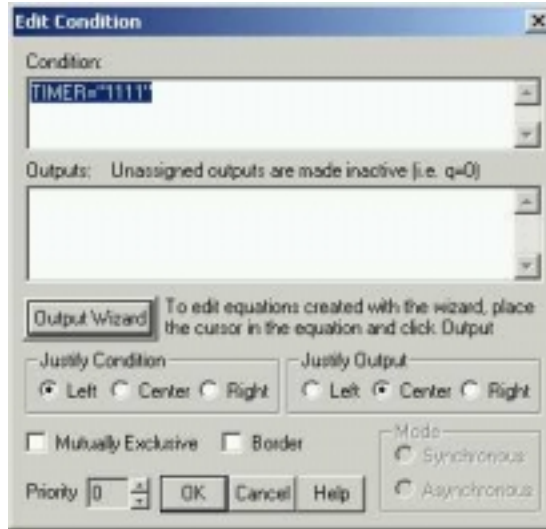 Edit Condition
Condition:
TIMER="1111"
Outputs: Unassigned outputs are made inactive (i.e. q=0)
Output Wizard
To edit equations created with the wizard, place
the cursor in the equation and click Output
Justify Condition
Left Center Right
Justify Output
Left Center Right
Mutually Exclusive Border
Mode
Synchronous
Asynchronous
Priority 0 OK Cancel Help